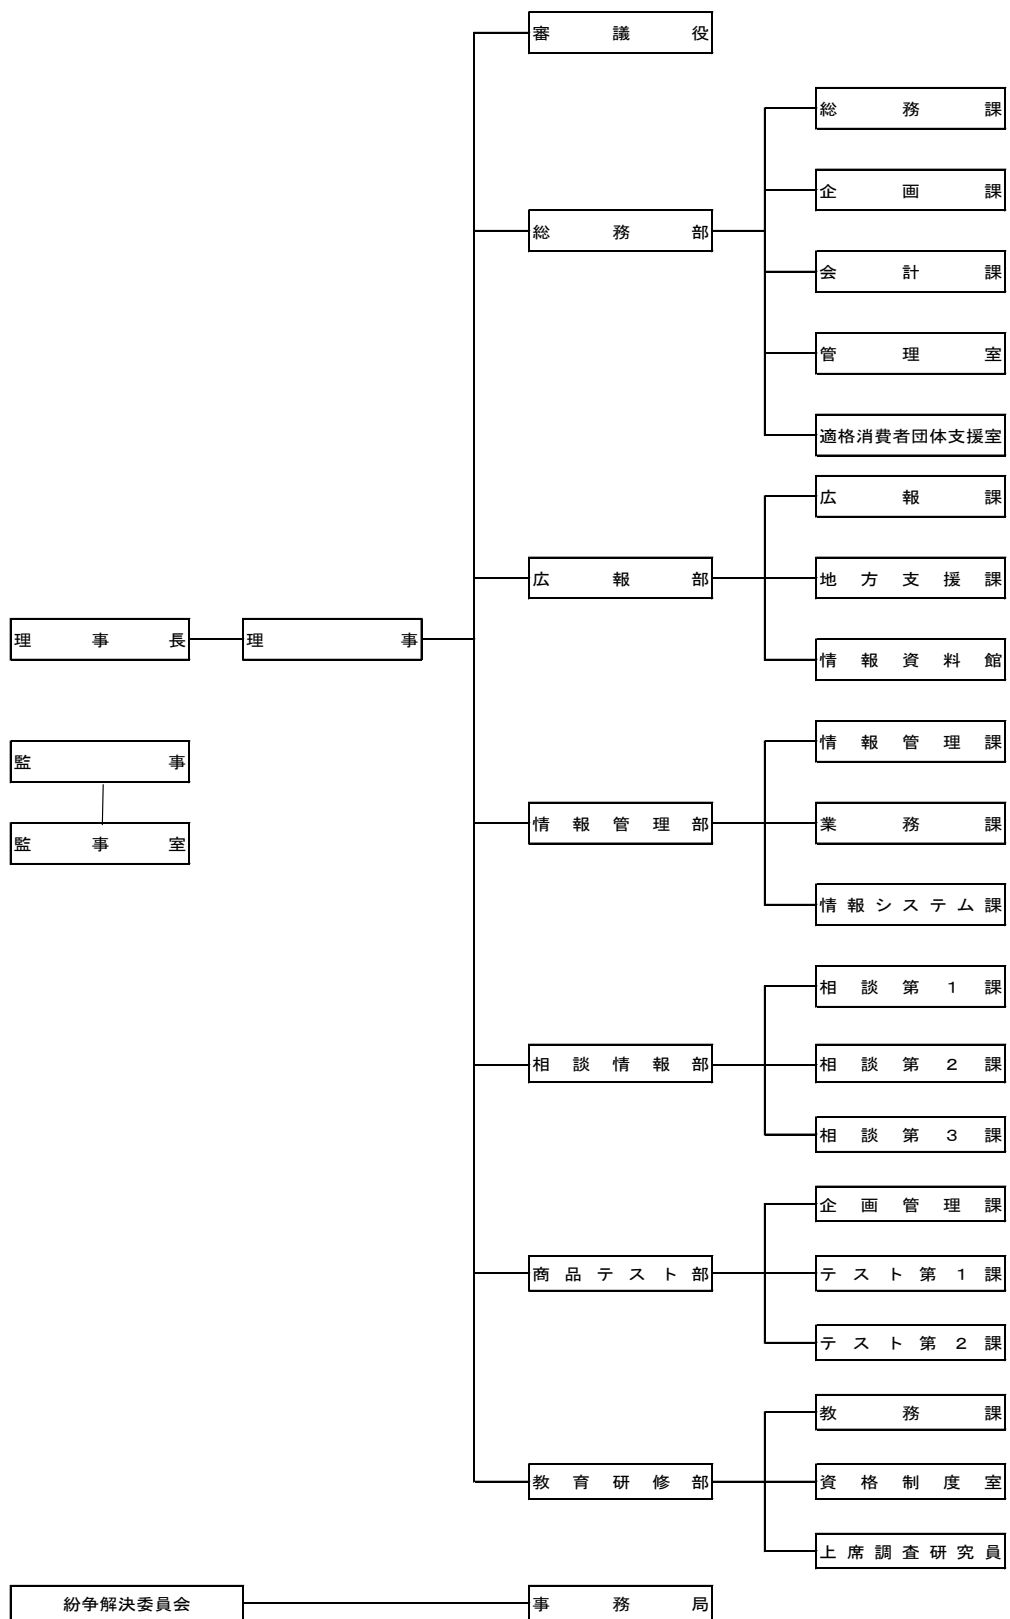 審議役
総務課
企画課
総務部
会計課
管理室
適格消費者団体支援室
広報課
広報部
地方支援課
理事長
理事
情報資料館
情報管理課
監事
情報管理部
業務課
監事室
情報システム課
相談第１課
相談情報部
相談第２課
相談第３課
企画管理課
商品テスト部
テスト第１課
テスト第２課
教務課
教育研修部
資格制度室
上席調査研究員
紛争解決委員会
事務局